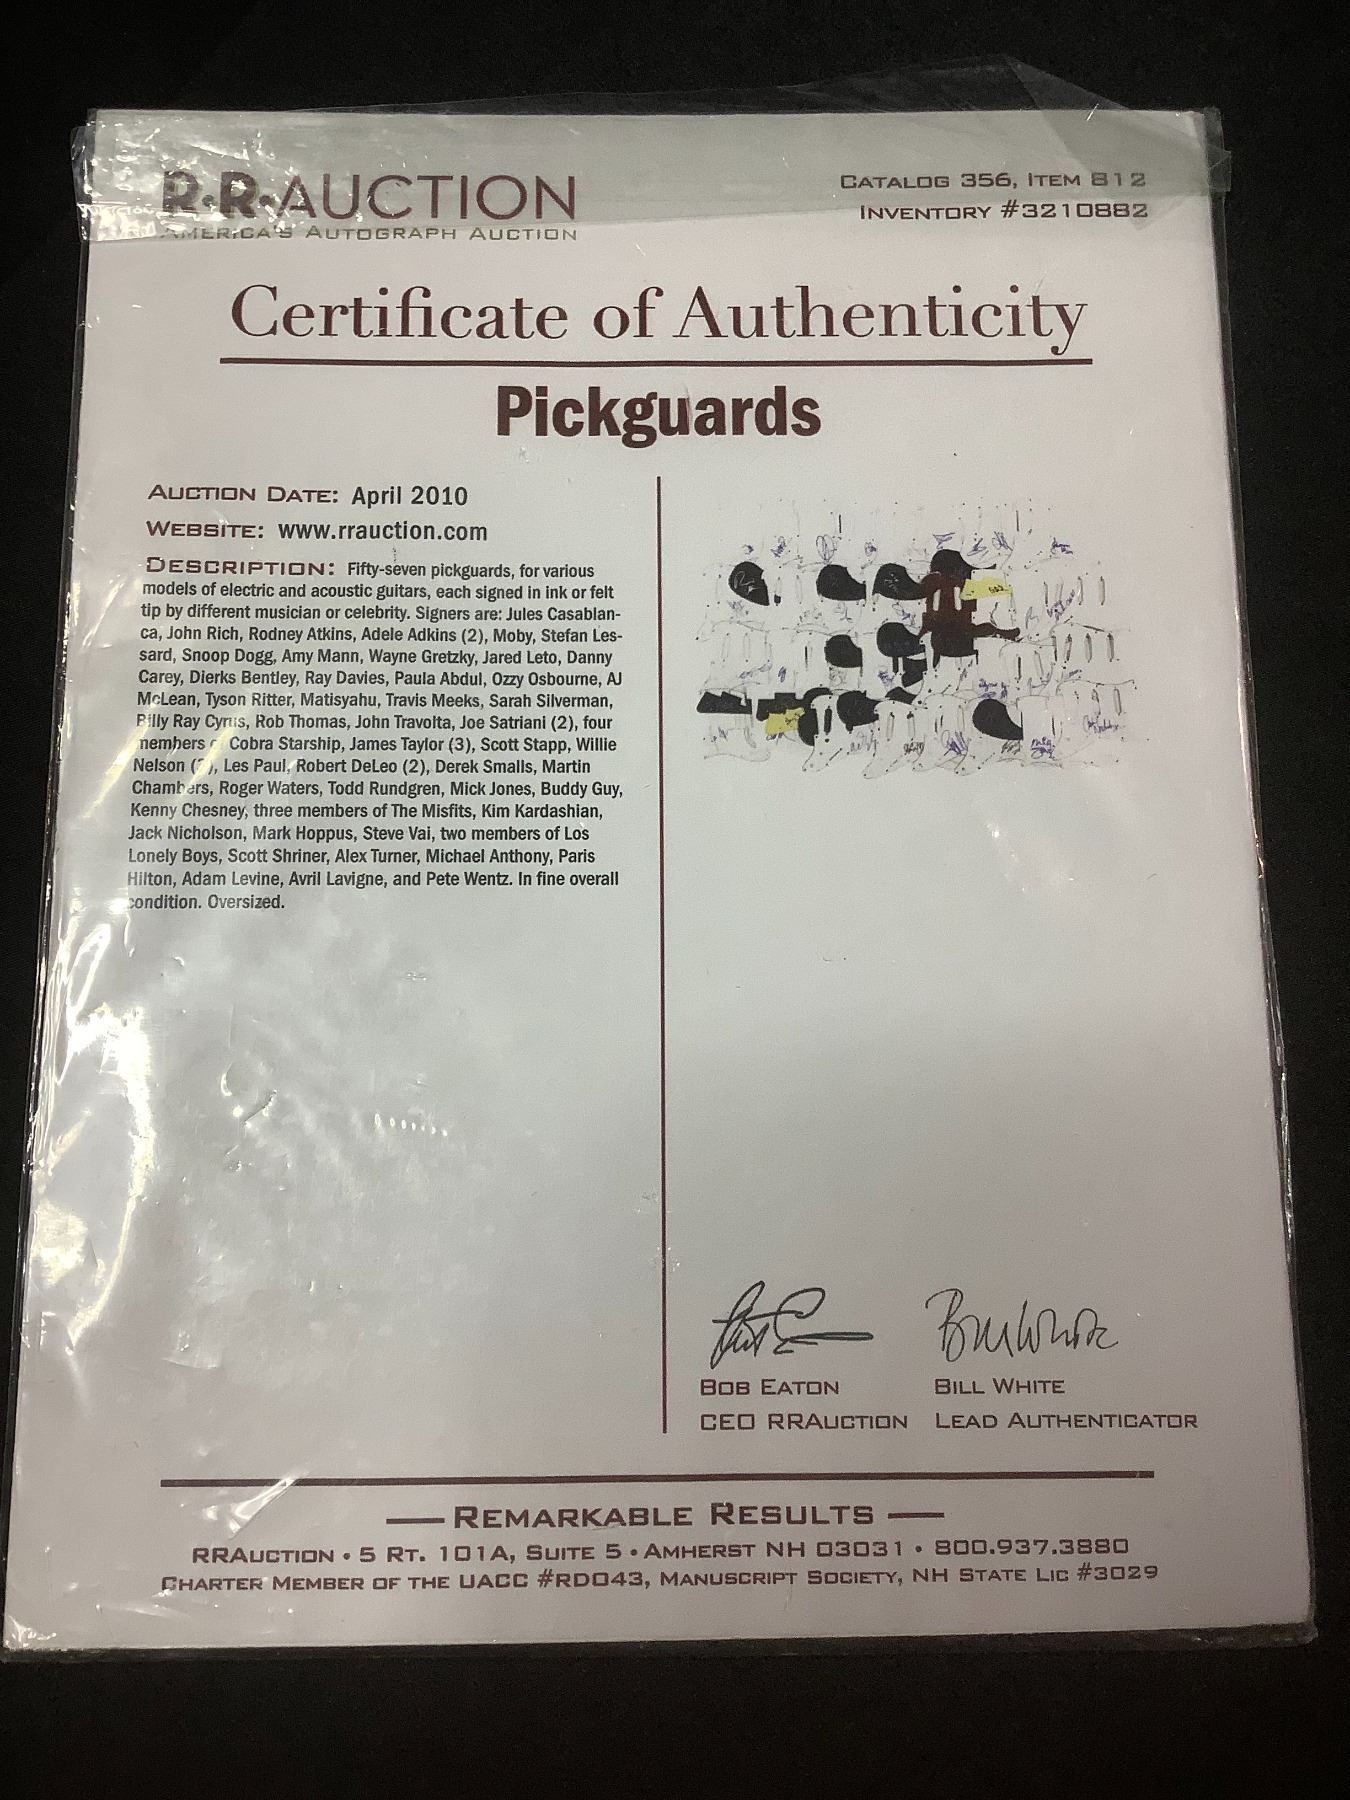 R·R·AUCTION
AMERICA'S AUTOGRAPH AUCTION
CATALOG 356, ITEM 812
INVENTORY #3210882
Certificate of Authenticity
Pickguards
AUCTION DATE: April 2010
WEBSITE: www.rrauction.com
DESCRIPTION: Fifty-seven pickguards, for various
models of electric and acoustic guitars, each signed in ink or felt
tip by different musician or celebrity. Signers are: Jules Casablan-
ca, John Rich, Rodney Atkins, Adele Adkins (2), Moby, Stefan Les-
sard, Snoop Dogg, Amy Mann, Wayne Gretzky, Jared Leto, Danny
Carey, Dierks Bentley, Ray Davies, Paula Abdul, Ozzy Osbourne, AJ
McLean, Tyson Ritter, Matisyahu, Travis Meeks, Sarah Silverman,
Billy Ray Cyrus, Rob Thomas, John Travolta, Joe Satriani (2), four
members Cobra Starship, James Taylor (3), Scott Stapp, Willie
Nelson Les Paul, Robert DeLeo (2), Derek Smalls, Martin
Chambers, Roger Waters, Todd Rundgren, Mick Jones, Buddy Guy,
Kenny Chesney, three members of The Misfits, Kim Kardashian,
Jack Nicholson, Mark Hoppus, Steve Vai, two members of Los
Lonely Boys, Scott Shriner, Alex Turner, Michael Anthony, Paris
Hilton, Adam Levine, Avril Lavigne, and Pete Wentz. In fine overall
condition. Oversized.
Bill White
BOB EATON
BILL WHITE
CEO RRAUCTION
LEAD AUTHENTICATOR
REMARKABLE RESULTS
RRAUCTION • 5 RT. 101A, SUITE 5 • AMHERST NH 03031 • 800.937.3880
CHARTER MEMBER OF THE UACC #RD043, MANUSCRIPT SOCIETY, NH STATE LIC #3029